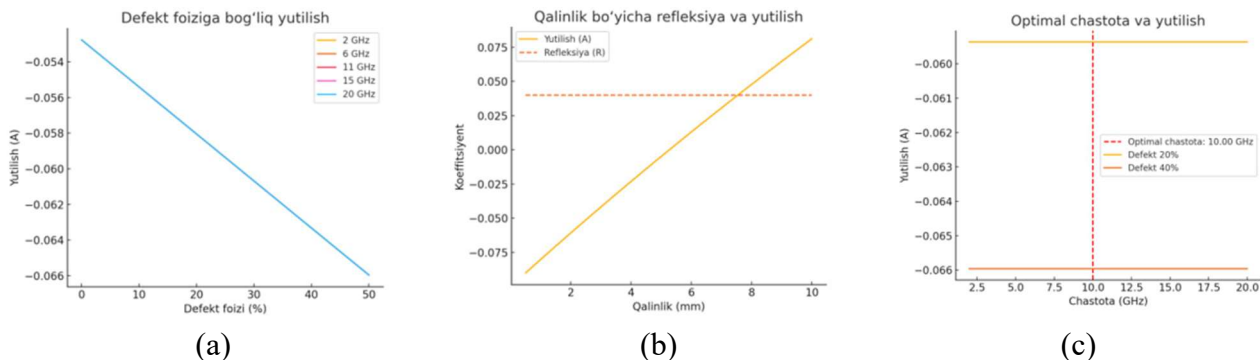 Defekt foiziga bog‘liq yutilish
2 GHz
6 GHz
11 GHz
15 GHz
20 GHz
−0.054
−0.056
−0.058
−0.060
−0.062
−0.064
−0.066
Yutilish (A)
0
10
20
30
40
50
Defekt foizi (%)
(a)
Qalinlik bo‘yicha refleksiya va yutilish
Yutilish (A)
Refleksiya (R)
0.075
0.050
0.025
0.000
−0.025
−0.050
−0.075
Koeffitsiyent
2
4
6
8
10
Qalinlik (mm)
(b)
Optimal chastota va yutilish
Optimal chastota: 10.00 GHz
Defekt 20%
Defekt 40%
−0.060
−0.061
−0.062
−0.063
−0.064
−0.065
−0.066
Yutilish (A)
2.5
5.0
7.5
10.0
12.5
15.0
17.5
20.0
Chastota (GHz)
(c)